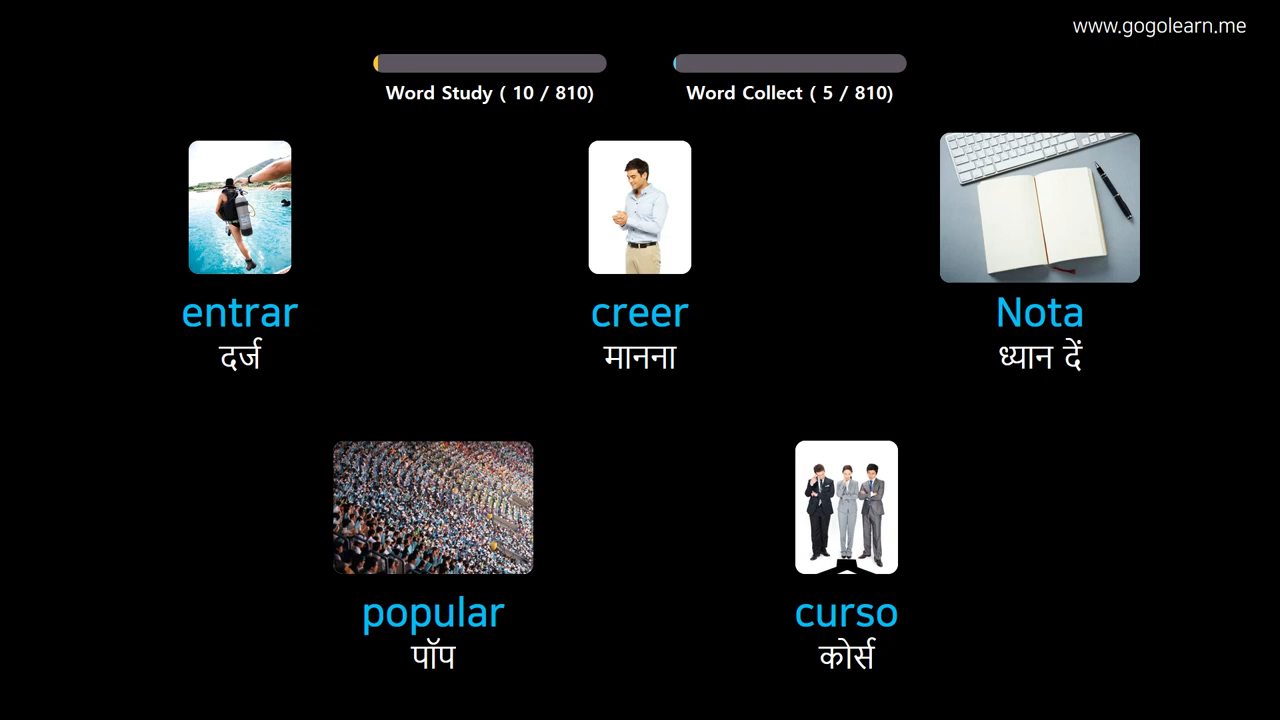 www.gogolearn.me
Word Study ( 10 / 810)
Word Collect ( 5 / 810)
entrar
दर्ज
creer
मानना
Nota
ध्यान दें
popular
पॉप
curso
कोर्स